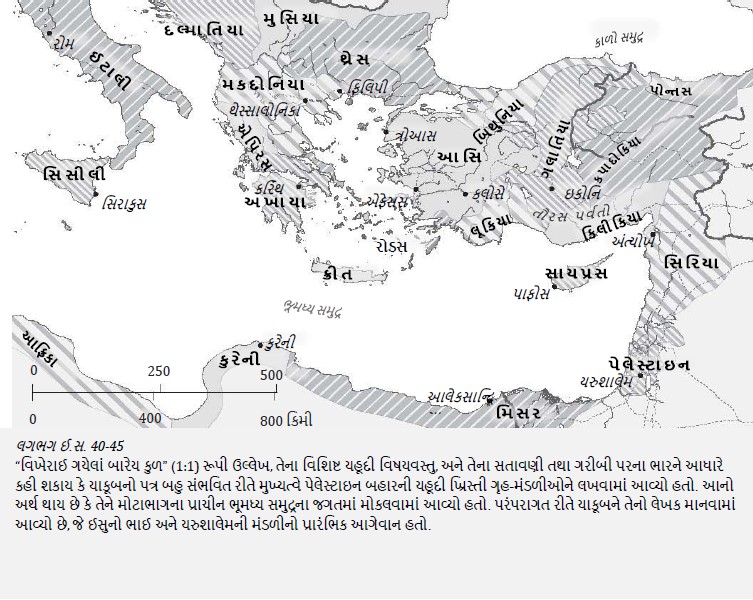 મુસિયા
દલ્માતિયા
રોમ
ઇટાલી
થ્રેસ
કાળો સમુદ્ર
મકદોનિયા
ફિલિપી
પોન્તસ
થેસ્સાલોનિકા
બિથુનિયા
ત્રોઆસ
એપિરસ
આસિ
ગલાતિયા
કપાદોકિયા
સિસીલી
સિરાકુસ
કરિંથ
અખાયા
એફેસસ
કલોસે
ઇકોનિ
તૌરસ પર્વતો
લૂકિયા
કિલીકિયા
અંત્યોખ
રોડસ
ક્રીત
સાયપ્રસ
પાફોસ
સિરિયા
ભૂમધ્ય સમુદ્ર
આફ્રિકા
કુરેની
કુરેની
પેલેસ્ટાઇન
યરુશાલેમ
આલેકસાન્દ્રિ
મિસર
0 250 500
0 400 800 કિમી
લગભગ ઈ.સ. 40-45
“વિખેરાઈ ગયેલાં બારેય કુળ” (1:1) રૂપી ઉલ્લેખ, તેના વિશિષ્ટ યહૂદી વિષયવસ્તુ, અને તેના સતાવણી તથા ગરીબી પરના ભારને આધારે
કહી શકાય કે યાકૂબનો પત્ર બહુ સંભવિત રીતે મુખ્યત્વે પેલેસ્ટાઇન બહારની યહૂદી ખ્રિસ્તી ગૃહ-મંડળીઓને લખવામાં આવ્યો હતો. આનો
અર્થ થાય છે કે તેને મોટાભાગના પ્રાચીન ભૂમધ્ય સમુદ્રના જગતમાં મોકલવામાં આવ્યો હતો. પરંપરાગત રીતે યાકૂબને તેનો લેખક માનવામાં
આવ્યો છે, જે ઈસુનો ભાઈ અને યરુશાલેમની મંડળીનો પ્રારંભિક આગેવાન હતો.